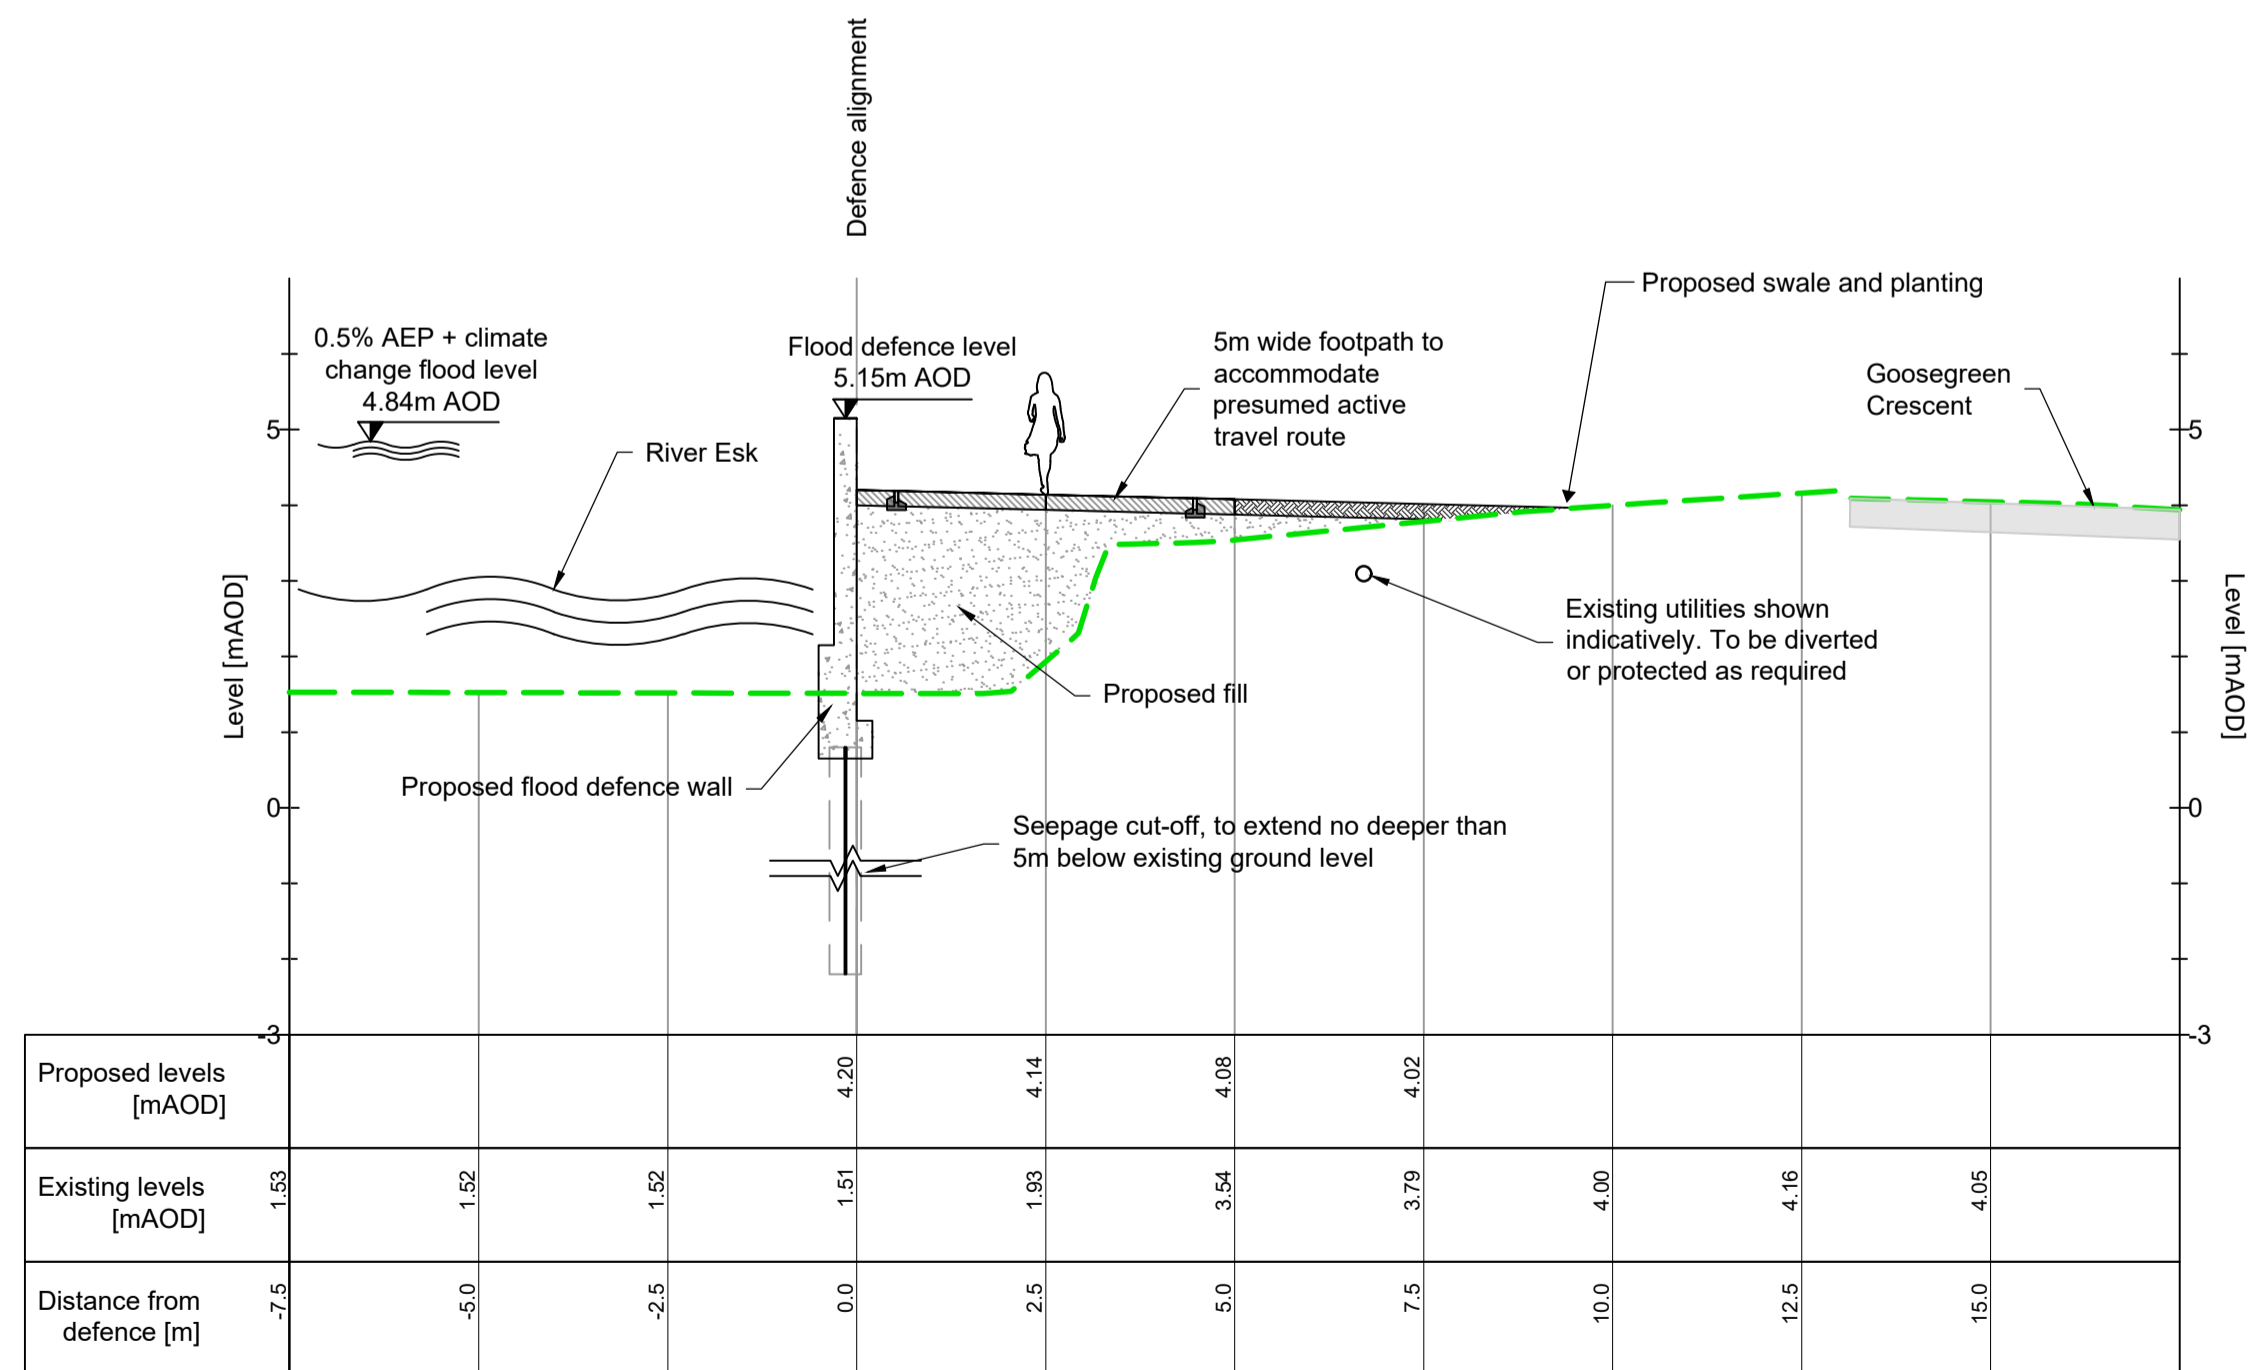 Defence alignment
Proposed swale and planting
0.5% AEP + climate
change flood level
4.84m AOD
Flood defence level
5.15m AOD
5m wide footpath to
accommodate
presumed active
travel route
Goosegreen
Crescent
5
5
River Esk
Level [mAOD]
Level [mAOD]
Existing utilities shown
indicatively. To be diverted
or protected as required
Proposed fill
Proposed flood defence wall
0
0
Seepage cut-off, to extend no deeper than
5m below existing ground level
-3
-3
Proposed levels
[mAOD]
4.20
4.14
4.08
4.02
Existing levels
[mAOD]
1.53
1.52
1.52
1.51
1.93
3.54
3.79
4.00
4.16
4.05
Distance from
defence [m]
-7.5
-5.0
-2.5
0.0
2.5
5.0
7.5
10.0
12.5
15.0